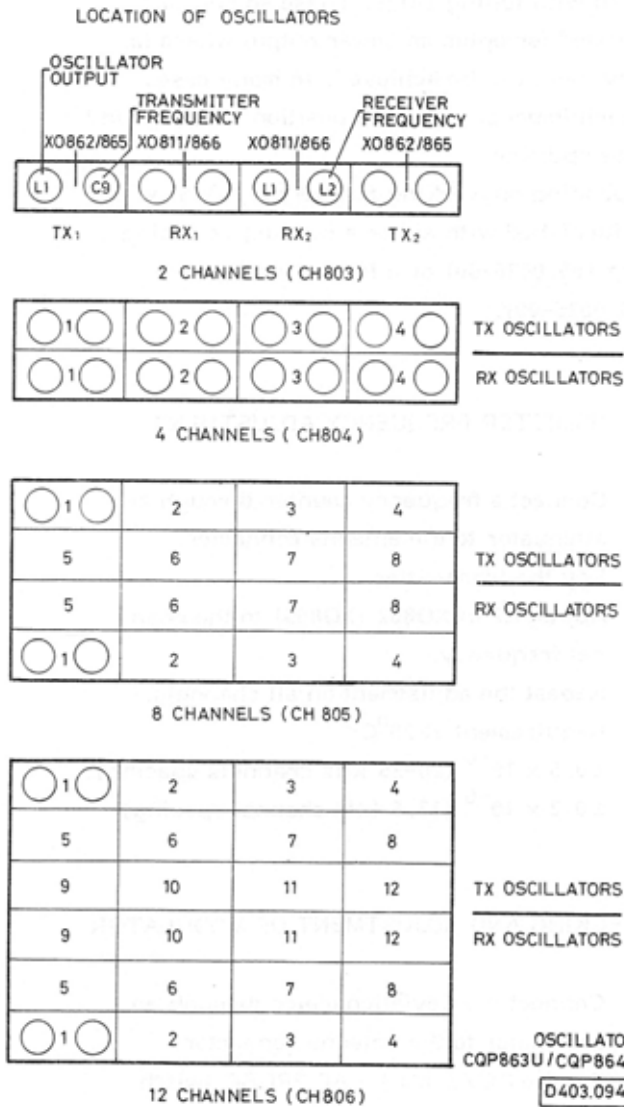 LOCATION OF OSCILLATORS
OSCILLATOR
OUTPUT
TRANSMITTER
FREQUENCY
RECEIVER
FREQUENCY
XO862/865 XO811/866 XO811/866 XO862/865
L1 C9 L1 L2
TX1 RX1 RX2 TX2
2 CHANNELS (CH803)
1 2 3 4 TX OSCILLATORS
1 2 3 4 RX OSCILLATORS
4 CHANNELS (CH804)
1 2 3 4
5 6 7 8 TX OSCILLATORS
5 6 7 8 RX OSCILLATORS
1 2 3 4
8 CHANNELS (CH 805)
1 2 3 4
5 6 7 8
9 10 11 12 TX OSCILLATORS
9 10 11 12 RX OSCILLATORS
5 6 7 8
1 2 3 4
OSCILLATO
CQP863U/CQP864
D403.094
12 CHANNELS (CH806)